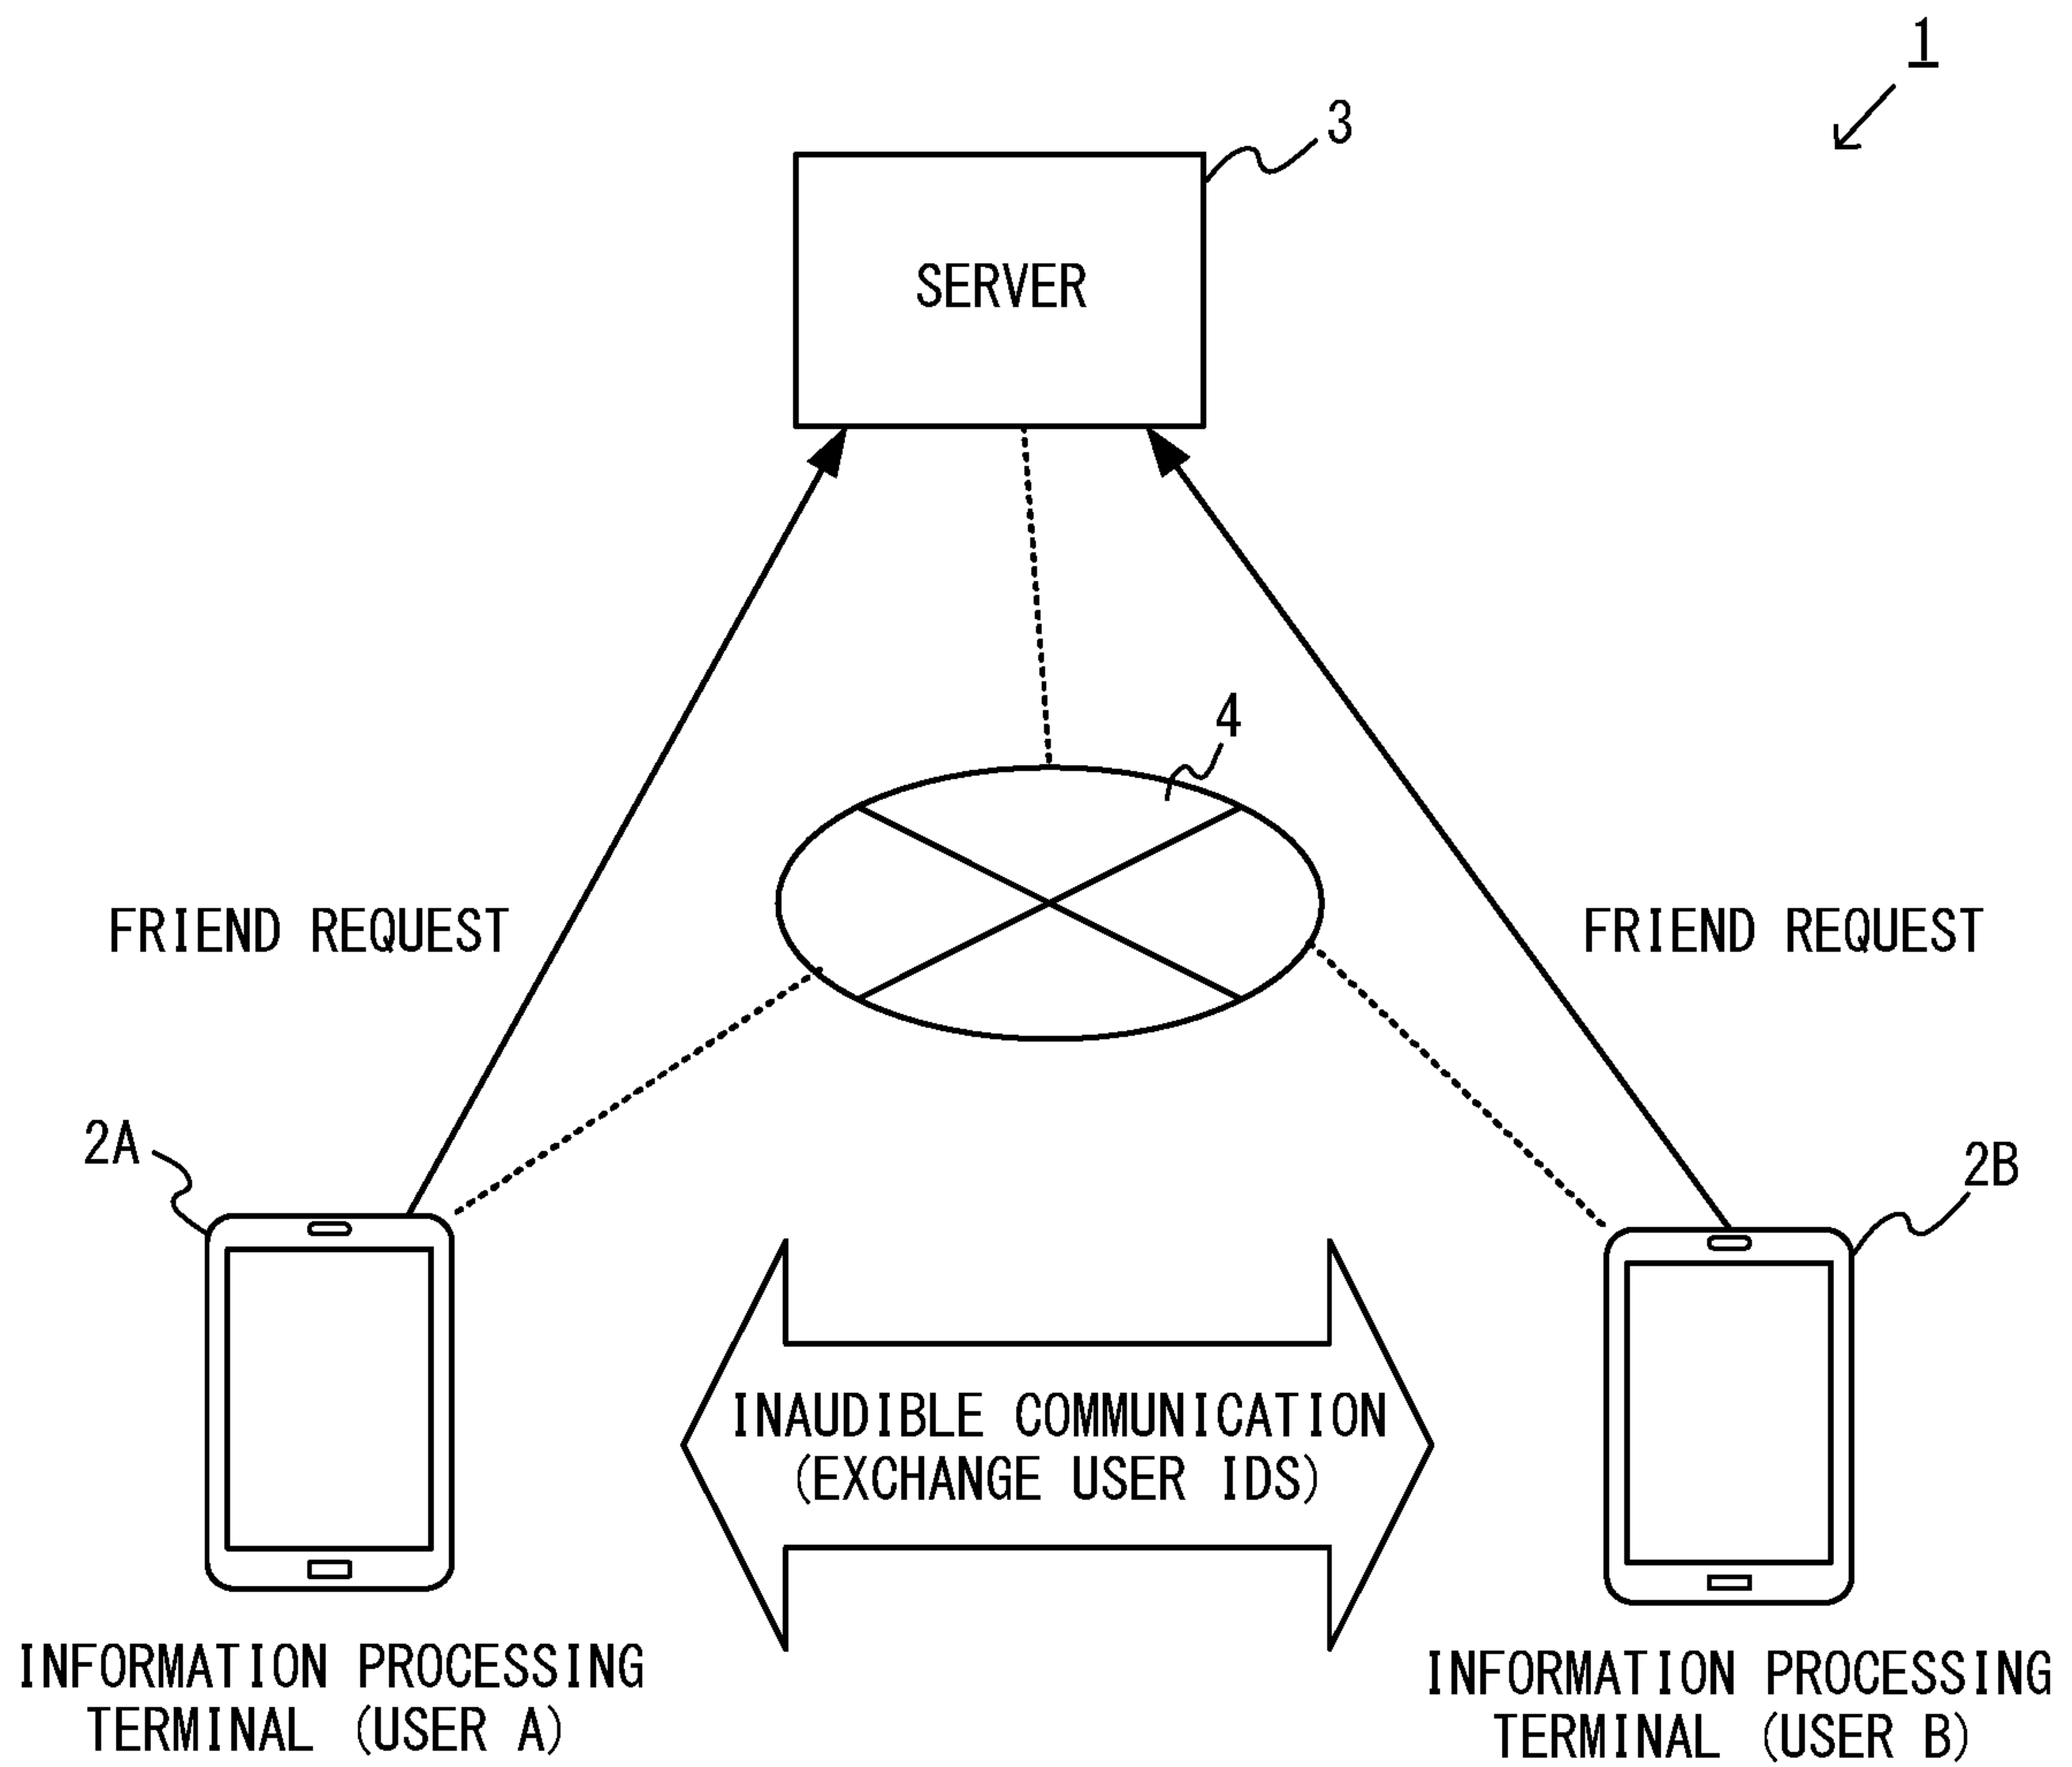 1
3
SERVER
4
FRIEND REQUEST
FRIEND REQUEST
2A
2B
INAUDIBLE COMMUNICATION
(EXCHANGE USER IDS)
INFORMATION PROCESSING
TERMINAL (USER A)
INFORMATION PROCESSING
TERMINAL (USER B)